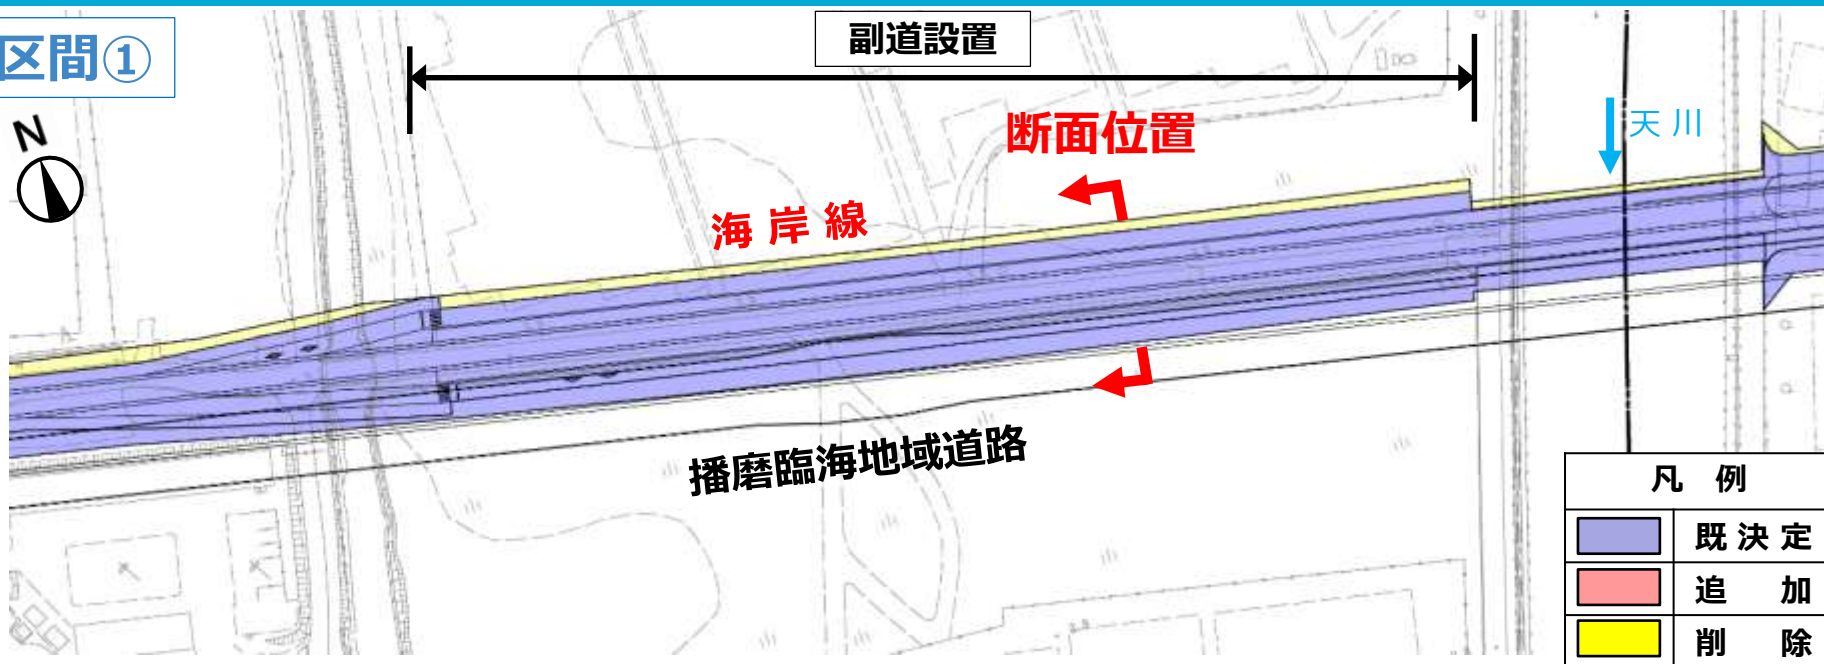 区間①
副道設置
N
断面位置
天川
海岸線
播磨臨海地域道路
凡例
既決定
追加
削除